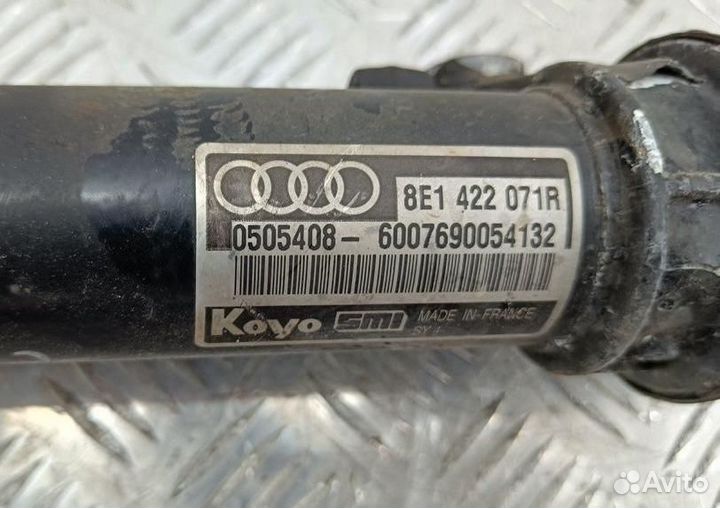 8E1 422 071R
0505408- 6007690054132
Koyo SMI MADE IN-FRANCE
Avito